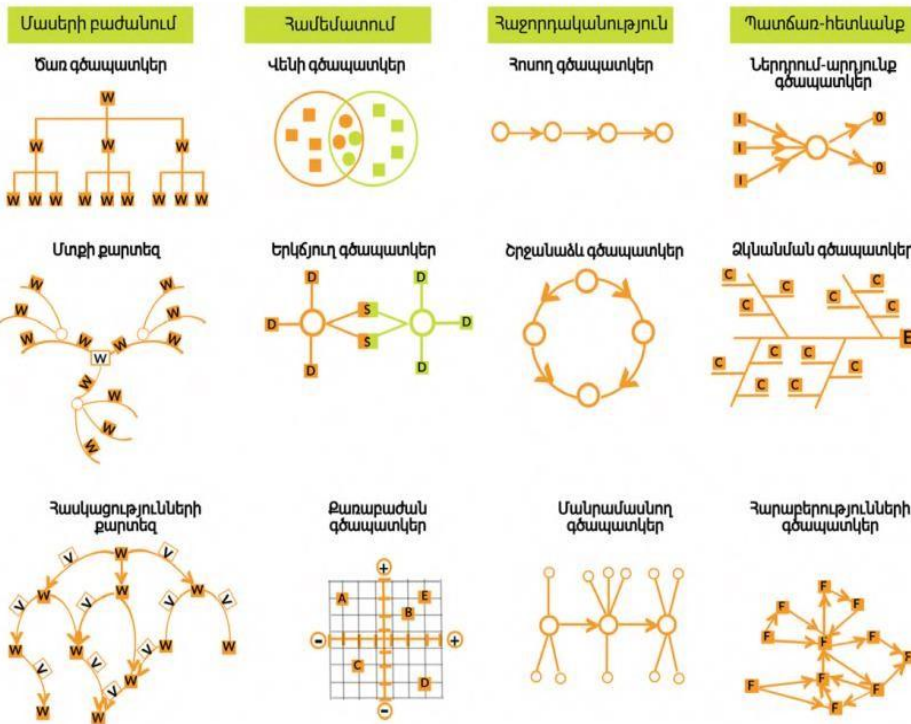 Մասերի բաժանում
Համեմատում
Հաջորդականություն
Պատճառ-հետևանք
Ծառ գծապատկեր
Վենի գծապատկեր
Հոսող գծապատկեր
Ներդրում-արդյունք
գծապատկեր
W
W W W
W W W W W W W W W
I O
I
I O
Մտքի քարտեզ
Երկճյուղ գծապատկեր
Շրջանաձև գծապատկեր
Ձկնանման գծապատկեր
W W
W W
W W W W W
W
W
W
W
W
D D
D S D
S
D D
C C
C C
E
C C
C C
Հասկացությունների
քարտեզ
Քառաբաժան
գծապատկեր
Մանրամասնող
գծապատկեր
Հարաբերությունների
գծապատկեր
V W V
W W W
V V V V
W W W W
V V V
W W W
+
A E
B
- +
C
D
-
F F
F F
F F F
F
F F F
F